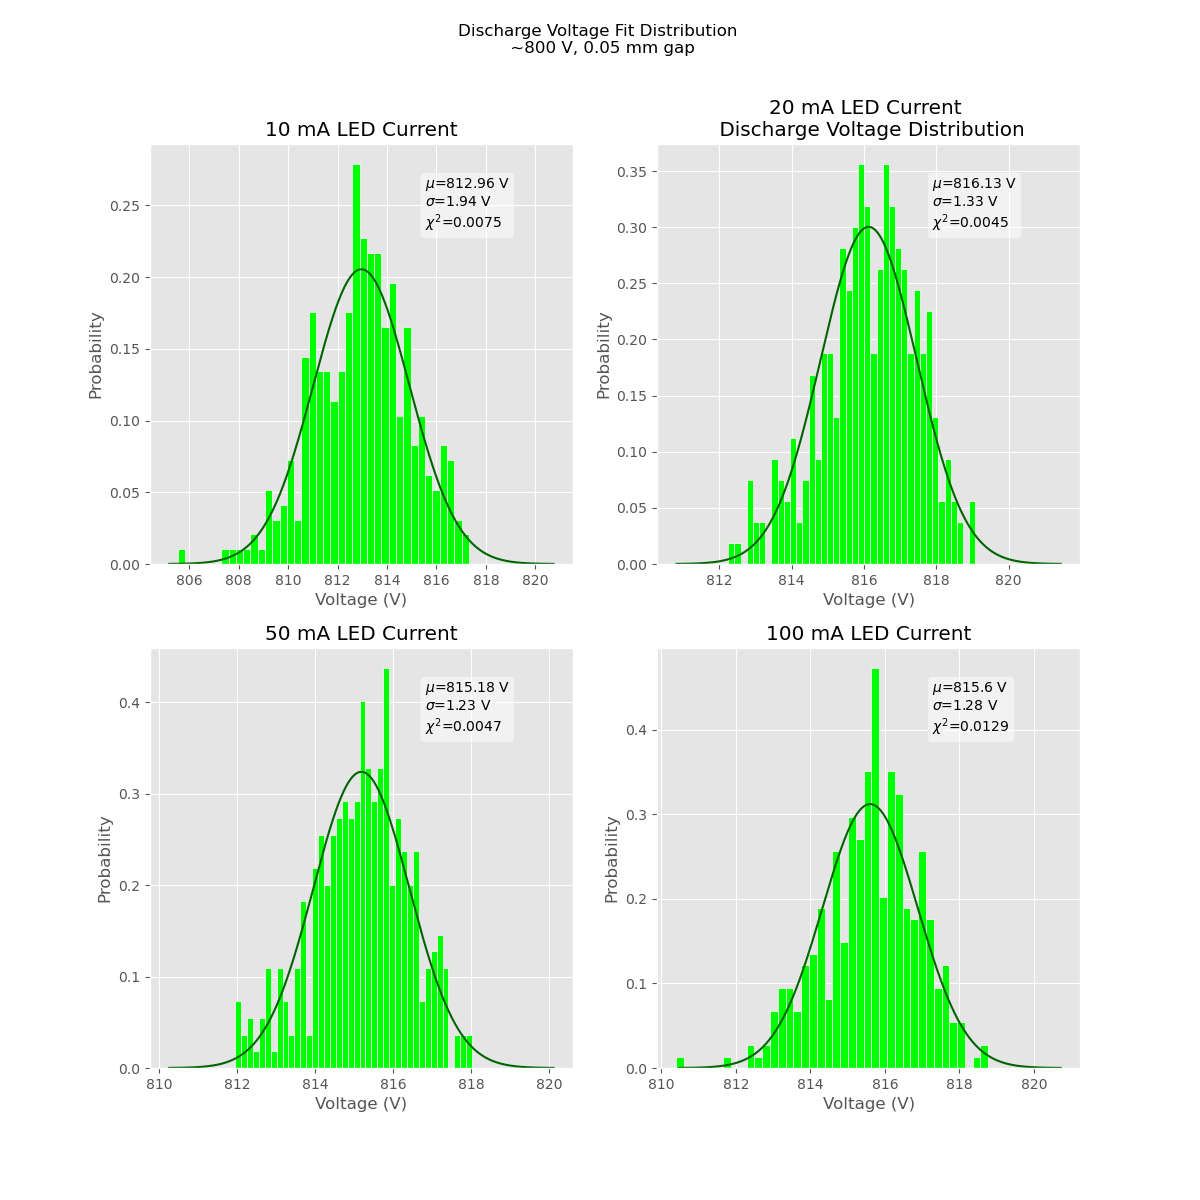 Discharge Voltage Fit Distribution
~800 V, 0.05 mm gap
10 mA LED Current
μ=812.96 V
σ=1.94 V
χ²=0.0075
0.25
0.20
0.15
0.10
0.05
0.00
Probability
806 808 810 812 814 816 818 820
Voltage (V)
20 mA LED Current
Discharge Voltage Distribution
μ=816.13 V
σ=1.33 V
χ²=0.0045
0.35
0.30
0.25
0.20
0.15
0.10
0.05
0.00
Probability
812 814 816 818 820
Voltage (V)
50 mA LED Current
μ=815.18 V
σ=1.23 V
χ²=0.0047
0.4
0.3
0.2
0.1
0.0
Probability
810 812 814 816 818 820
Voltage (V)
100 mA LED Current
μ=815.6 V
σ=1.28 V
χ²=0.0129
0.4
0.3
0.2
0.1
0.0
Probability
810 812 814 816 818 820
Voltage (V)